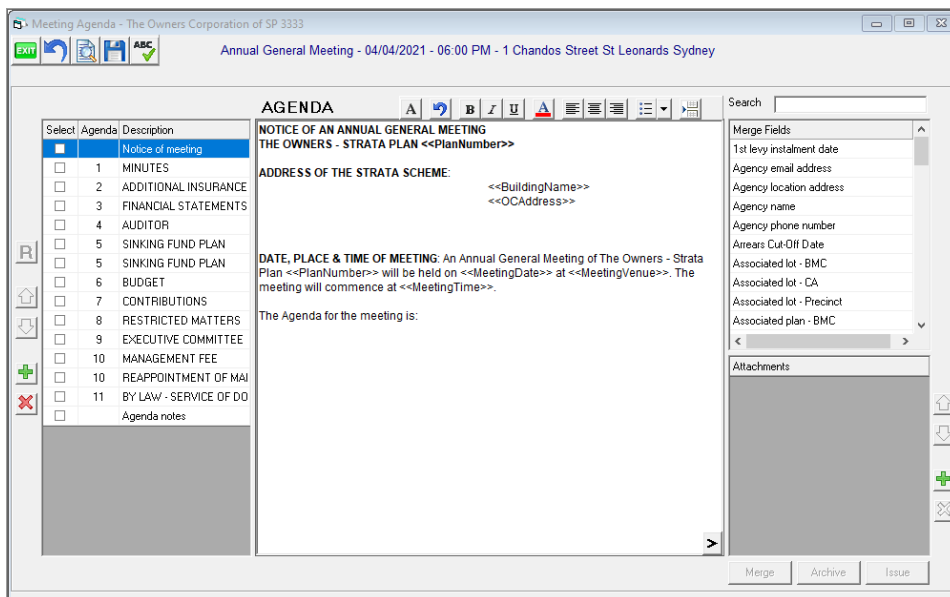 Meeting Agenda - The Owners Corporation of SP 3333
EXIT
ABC
Annual General Meeting - 04/04/2021 - 06:00 PM - 1 Chandos Street St Leonards Sydney
AGENDA
A
B I U A
Search
Select Agenda Description
Notice of meeting
1 MINUTES
2 ADDITIONAL INSURANCE
3 FINANCIAL STATEMENTS
4 AUDITOR
5 SINKING FUND PLAN
5 SINKING FUND PLAN
6 BUDGET
7 CONTRIBUTIONS
8 RESTRICTED MATTERS
9 EXECUTIVE COMMITTEE
10 MANAGEMENT FEE
10 REAPPOINTMENT OF MAI
11 BY LAW - SERVICE OF DO
Agenda notes
R
NOTICE OF AN ANNUAL GENERAL MEETING
THE OWNERS - STRATA PLAN <<PlanNumber>>
ADDRESS OF THE STRATA SCHEME:
<<BuildingName>>
<<OCAddress>>
DATE, PLACE & TIME OF MEETING: An Annual General Meeting of The Owners - Strata
Plan <<PlanNumber>> will be held on <<MeetingDate>> at <<MeetingVenue>>. The
meeting will commence at <<MeetingTime>>.
The Agenda for the meeting is:
>
Merge Fields
1st levy instalment date
Agency email address
Agency location address
Agency name
Agency phone number
Arrears Cut-Off Date
Associated lot - BMC
Associated lot - CA
Associated lot - Precinct
Associated plan - BMC
Attachments
Merge
Archive
Issue